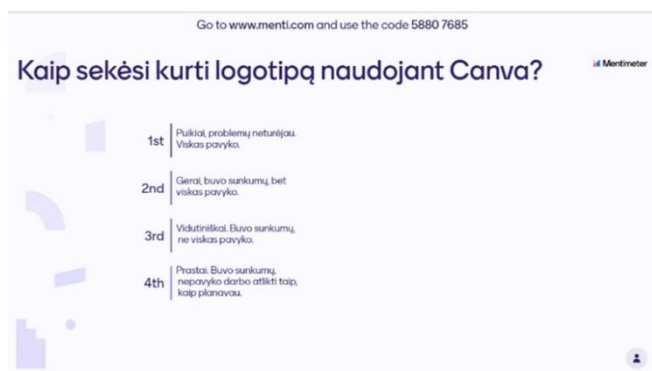 Go to www.menti.com and use the code 5880 7685
Kaip sekėsi kurti logotipą naudojant Canva?
Mentimeter
1st
Puikiai, problemų neturėjau.
Viskas pavyko.
2nd
Gerai, buvo sunkumų, bet
viskas pavyko.
3rd
Vidutiniškai. Buvo sunkumų,
ne viskas pavyko.
4th
Prastai. Buvo sunkumų,
nepavyko darbo atlikti taip,
kaip planavau.